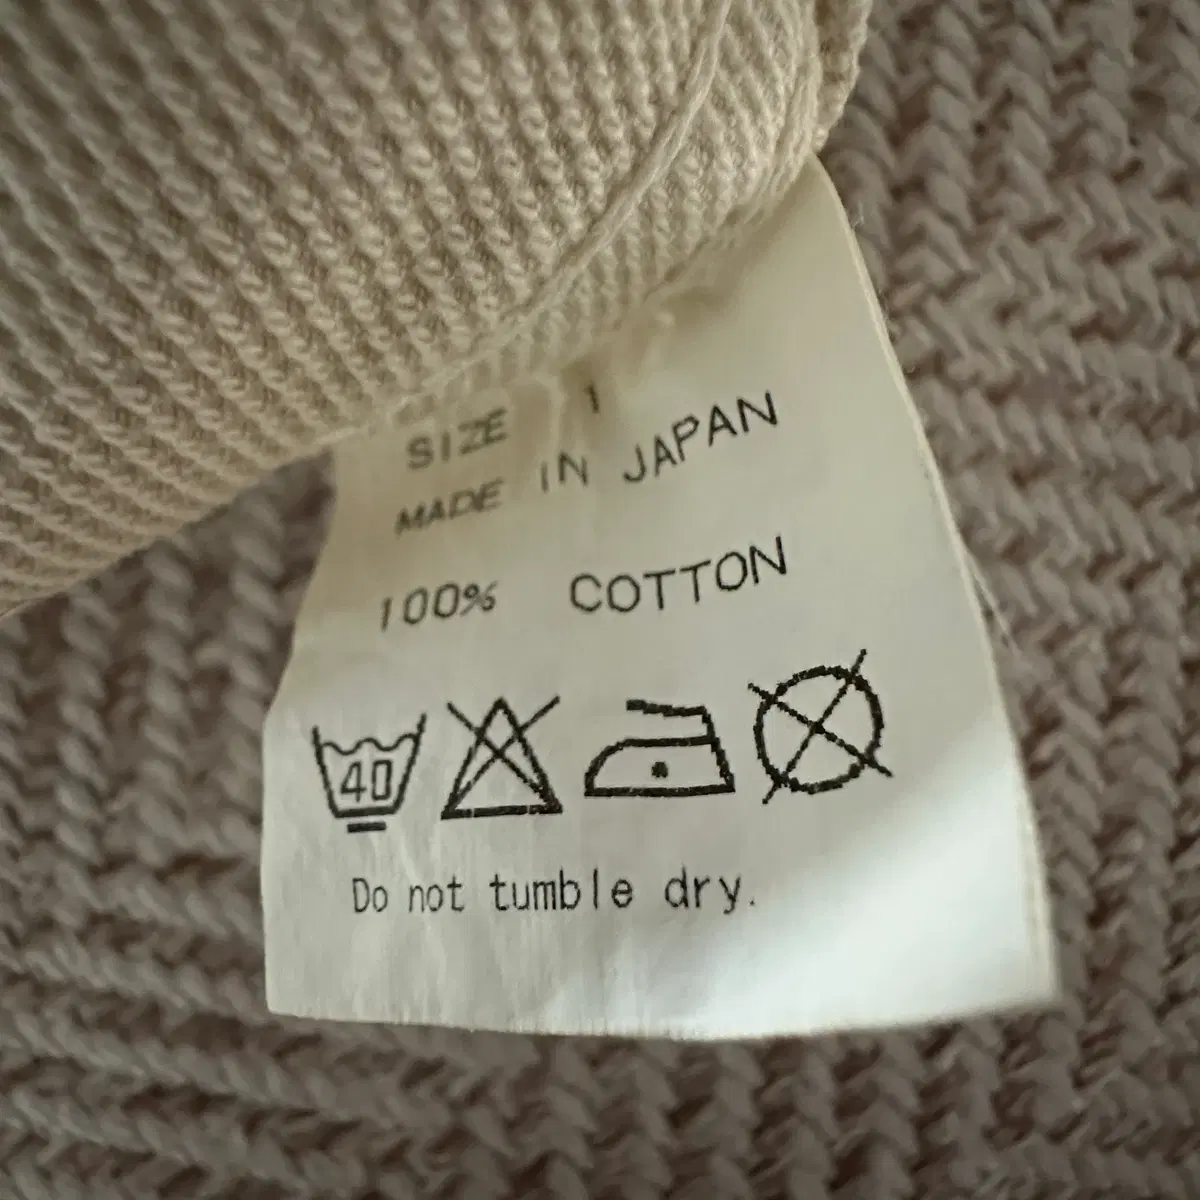 SIZE 1
MADE IN JAPAN
100% COTTON
40
Do not tumble dry.